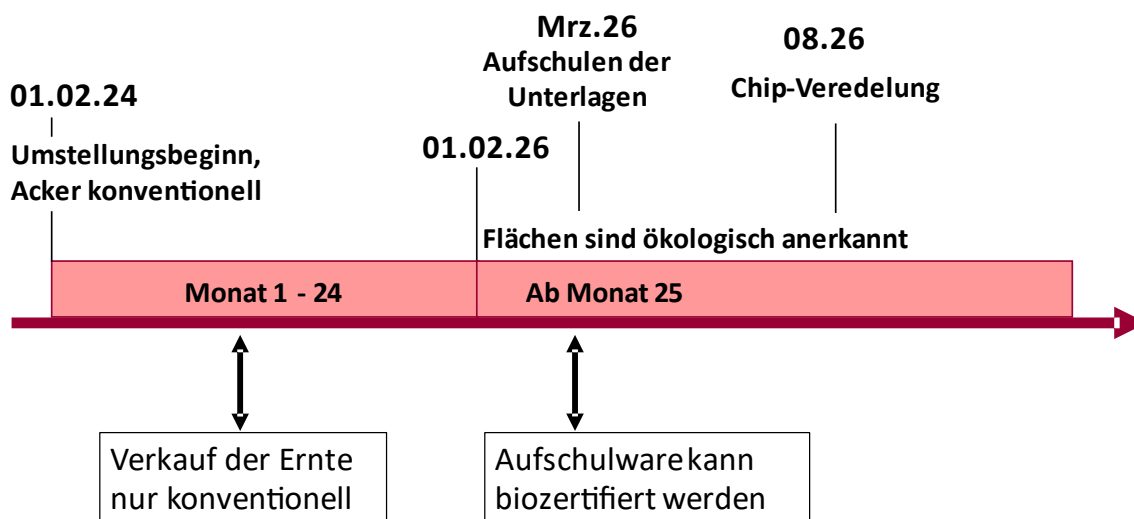 01.02.24
Umstellungsbeginn,
Acker konventionell
01.02.26
Mrz.26
Aufschulen der
Unterlagen
08.26
Chip-Veredelung
Flächen sind ökologisch anerkannt
Monat 1 - 24
Ab Monat 25
Verkauf der Ernte
nur konventionell
Aufschulware kann
biozertifiert werden